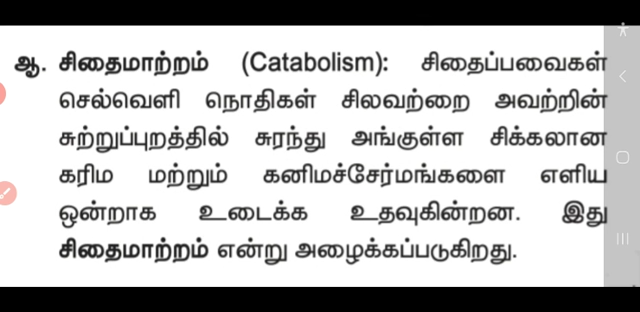 ஆ. சிதைமாற்றம் (Catabolism): சிதைப்பவைகள்
செல்வெளி நொதிகள் சிலவற்றை அவற்றின்
சுற்றுப்புறத்தில் சுரந்து அங்குள்ள சிக்கலான
கரிம மற்றும் கனிமச்சேர்மங்களை எளிய
ஒன்றாக உடைக்க உதவுகின்றன. இது
சிதைமாற்றம் என்று அழைக்கப்படுகிறது.